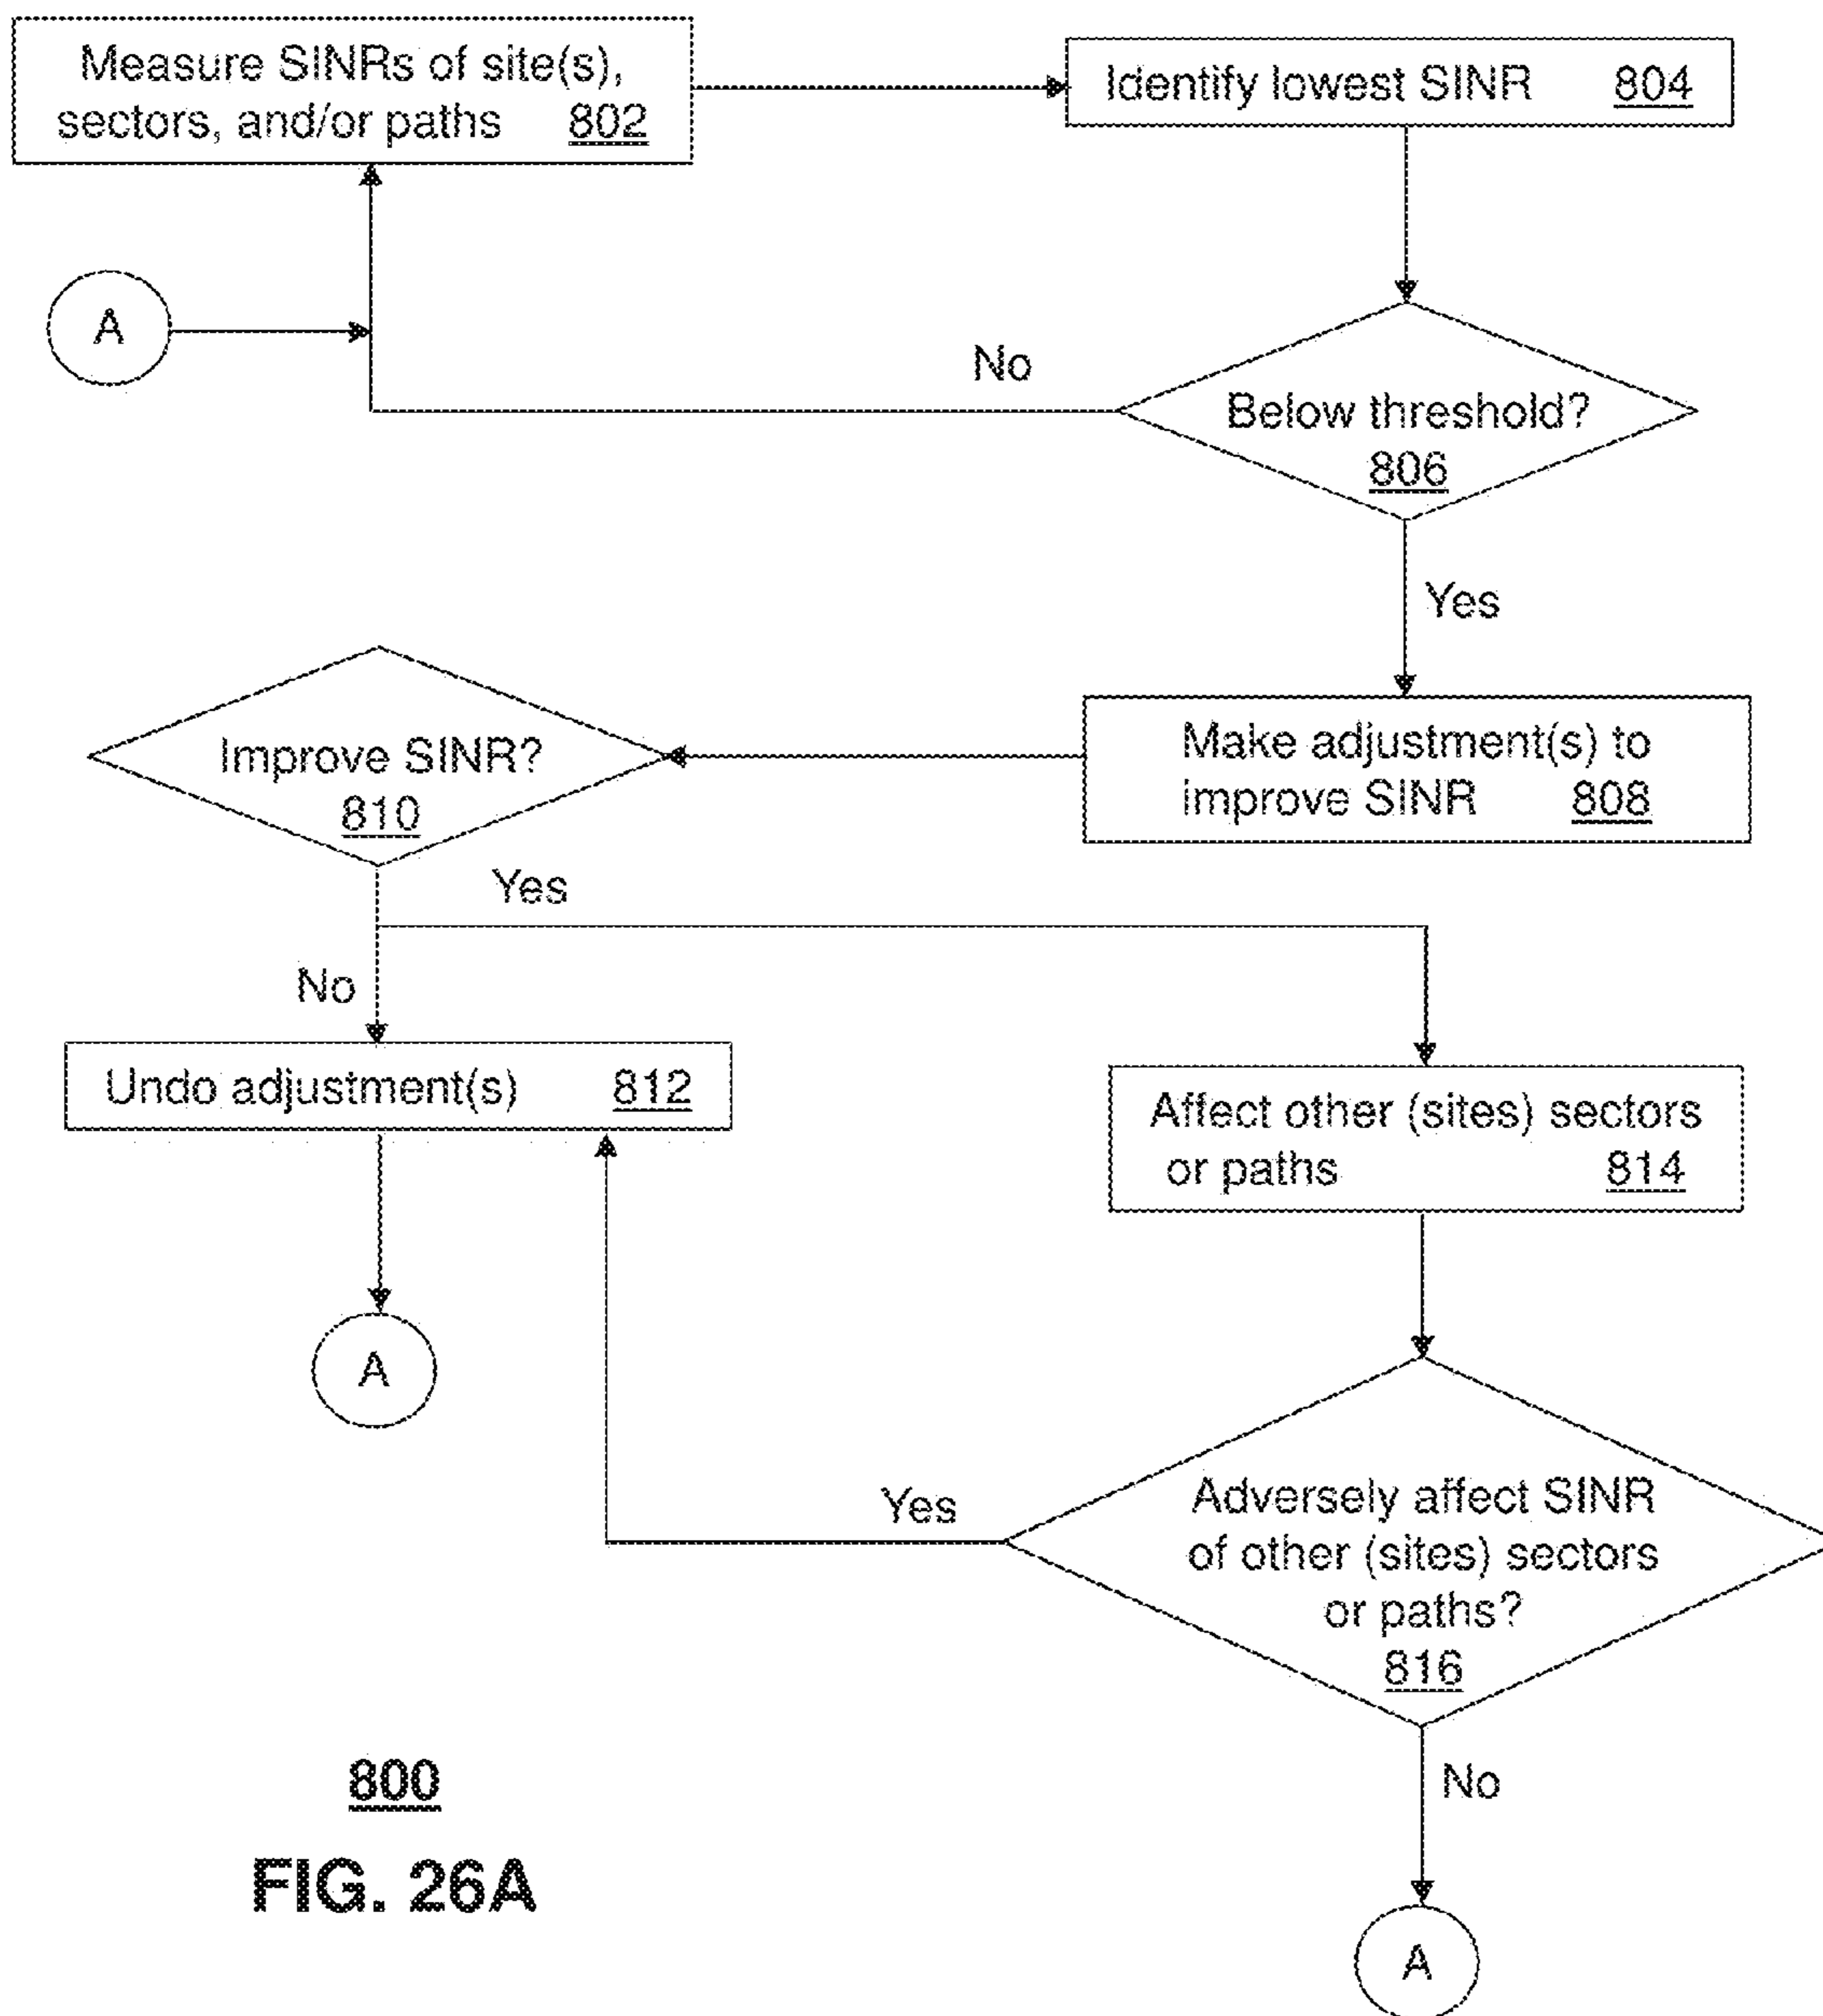 Measure SINRs of site(s),
sectors, and/or paths 802
Identify lowest SINR 804
A
No
Below threshold?
806
Yes
Improve SINR?
810
Make adjustment(s) to
improve SINR 808
Yes
No
Undo adjustment(s) 812
Affect other (sites) sectors
or paths 814
A
Yes
Adversely affect SINR
of other (sites) sectors
or paths?
816
No
800
FIG. 26A
A